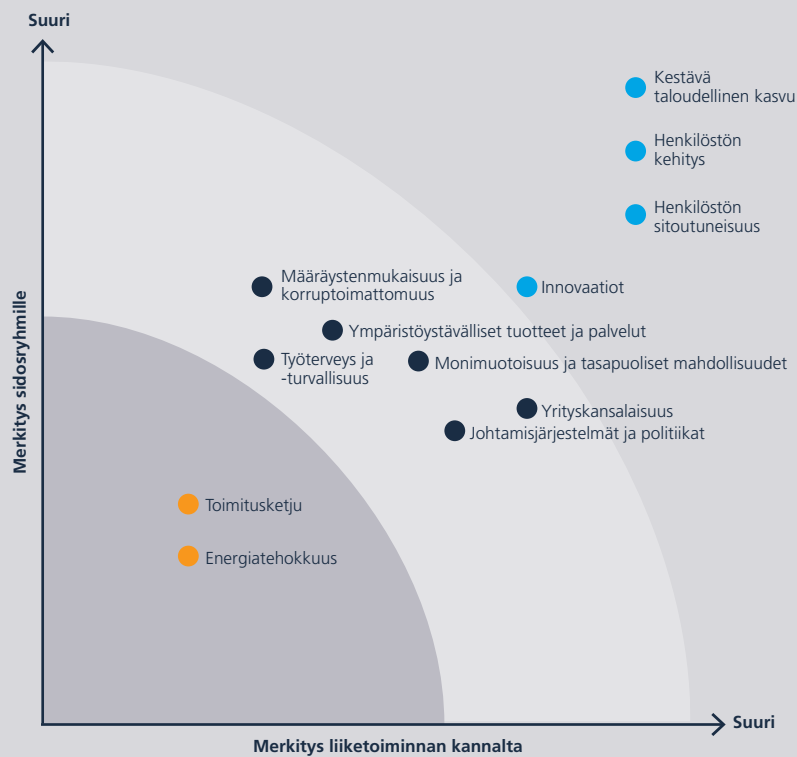 Suuri
Kestävä
taloudellinen kasvu
Henkilöstön
kehitys
Henkilöstön
sitoutuneisuus
Määräystenmukaisuus ja
korruptoimattomuus
Innovaatiot
Ympäristöystävälliset tuotteet ja palvelut
Työterveys ja
-turvallisuus
Monimuotoisuus ja tasapuoliset mahdollisuudet
Yrityskansalaisuus
Johtamisjärjestelmät ja politiikat
Merkitys sidosryhmille
Toimitusketju
Energiatehokkuus
Suuri
Merkitys liiketoiminnan kannalta